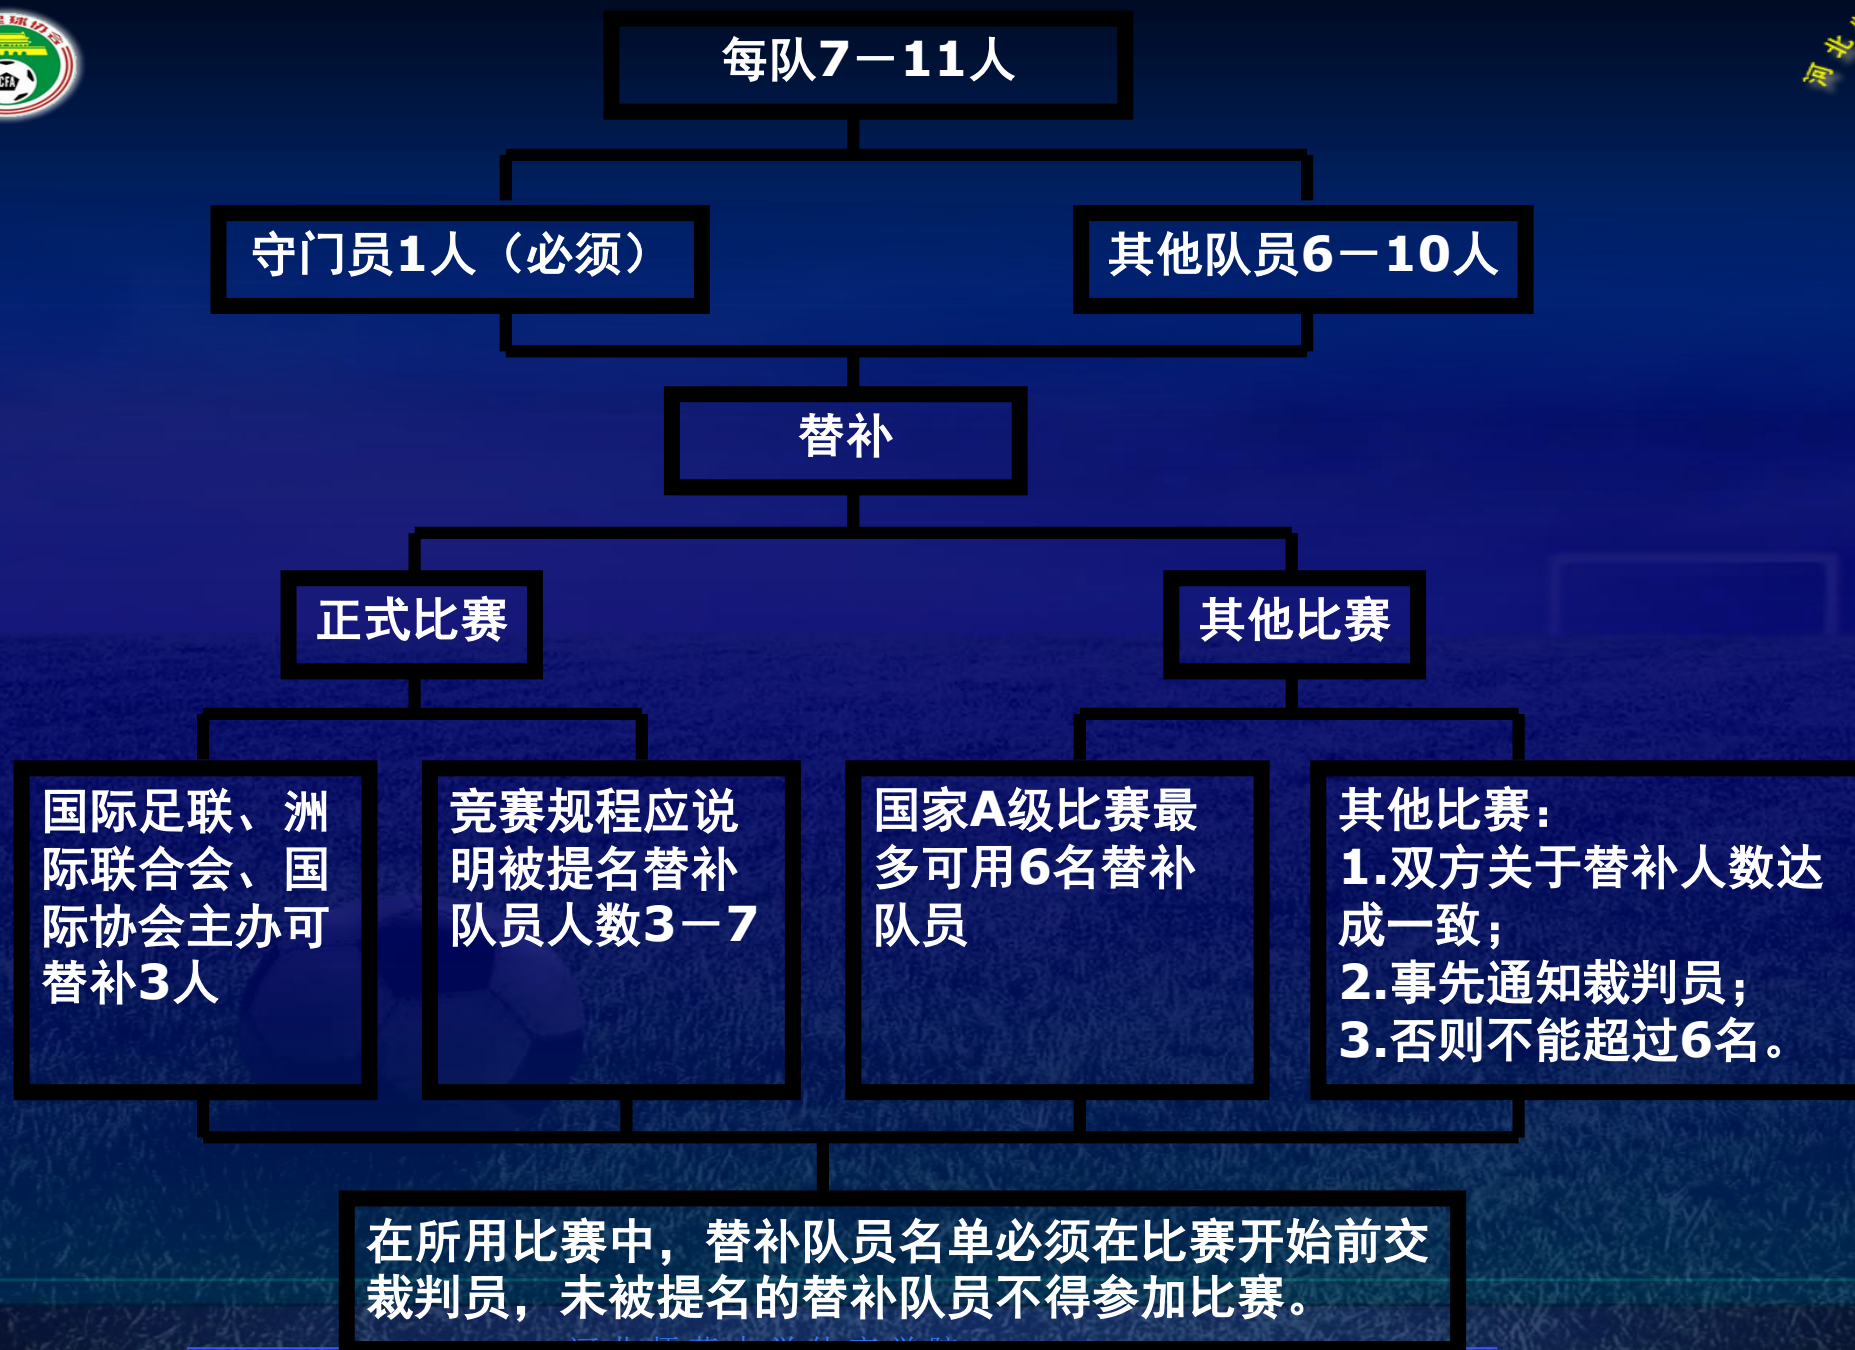 每队7－11人
守门员1人（必须）
其他队员6－10人
替补
正式比赛
其他比赛
国际足联、洲
际联合会、国
际协会主办可
替补3人
竞赛规程应说
明被提名替补
队员人数3－7
国家A级比赛最
多可用6名替补
队员
其他比赛：
1.双方关于替补人数达
成一致；
2.事先通知裁判员；
3.否则不能超过6名。
在所用比赛中，替补队员名单必须在比赛开始前交
裁判员，未被提名的替补队员不得参加比赛。
球协会
CFA
河北